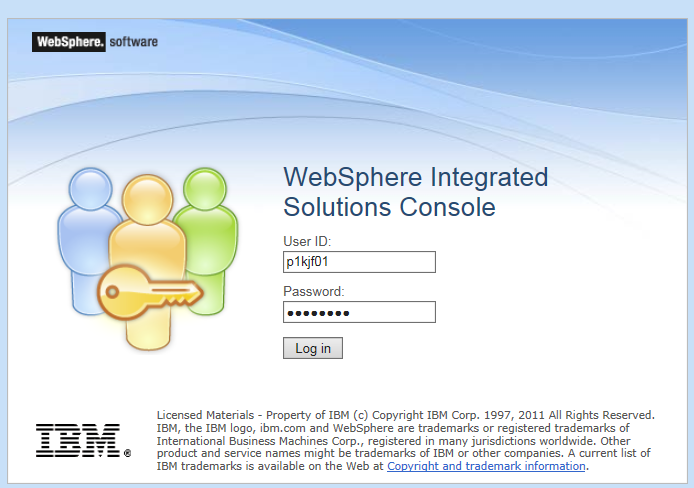 WebSphere. software
WebSphere Integrated
Solutions Console
User ID:
p1kjf01
Password:
••••••••
Log in
Licensed Materials - Property of IBM (c) Copyright IBM Corp. 1997, 2011 All Rights Reserved.
IBM, the IBM logo, ibm.com and WebSphere are trademarks or registered trademarks of
International Business Machines Corp., registered in many jurisdictions worldwide. Other
product and service names might be trademarks of IBM or other companies. A current list of
IBM trademarks is available on the Web at Copyright and trademark information.
IBM®